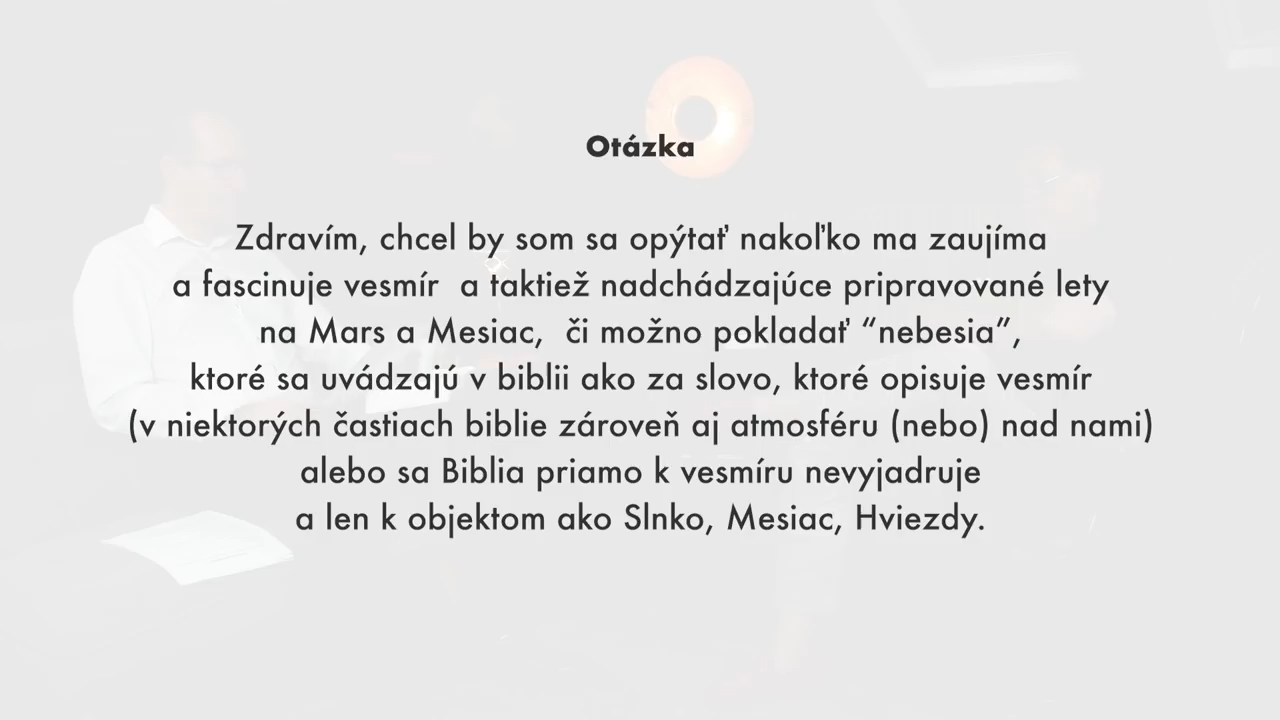 Otázka
Zdravím, chcel by som sa opýtať nakoľko ma zaujíma
a fascinuje vesmír  a taktiež nadchádzajúce pripravované lety
na Mars a Mesiac,  či možno pokladať “nebesia”,
ktoré sa uvádzajú v biblii ako za slovo, ktoré opisuje vesmír
(v niektorých častiach biblie zároveň aj atmosféru (nebo) nad nami)
alebo sa Biblia priamo k vesmíru nevyjadruje
a len k objektom ako Slnko, Mesiac, Hviezdy.